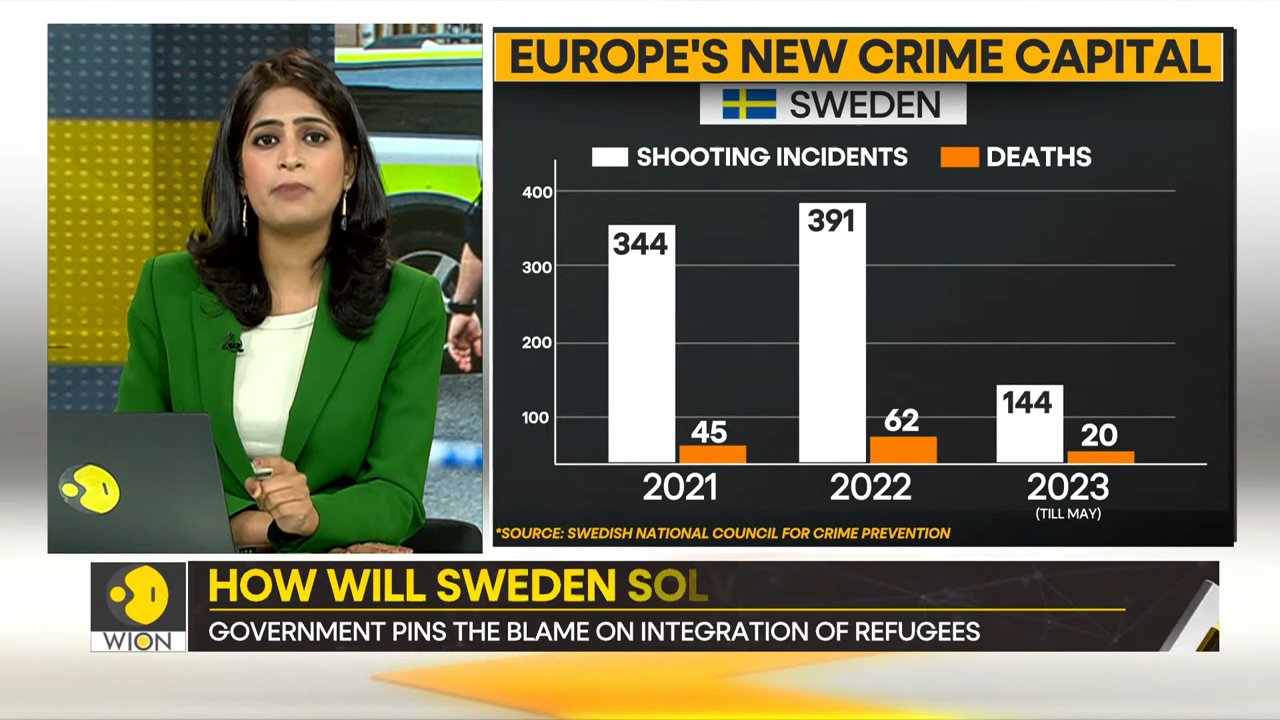 EUROPE'S NEW CRIME CAPITAL
SWEDEN
SHOOTING INCIDENTS DEATHS
400
300
200
100
344
45
391
62
144
20
2021 2022 2023
(TILL MAY)
*SOURCE: SWEDISH NATIONAL COUNCIL FOR CRIME PREVENTION
HOW WILL SWEDEN SOLV
GOVERNMENT PINS THE BLAME ON INTEGRATION OF REFUGEES
WION